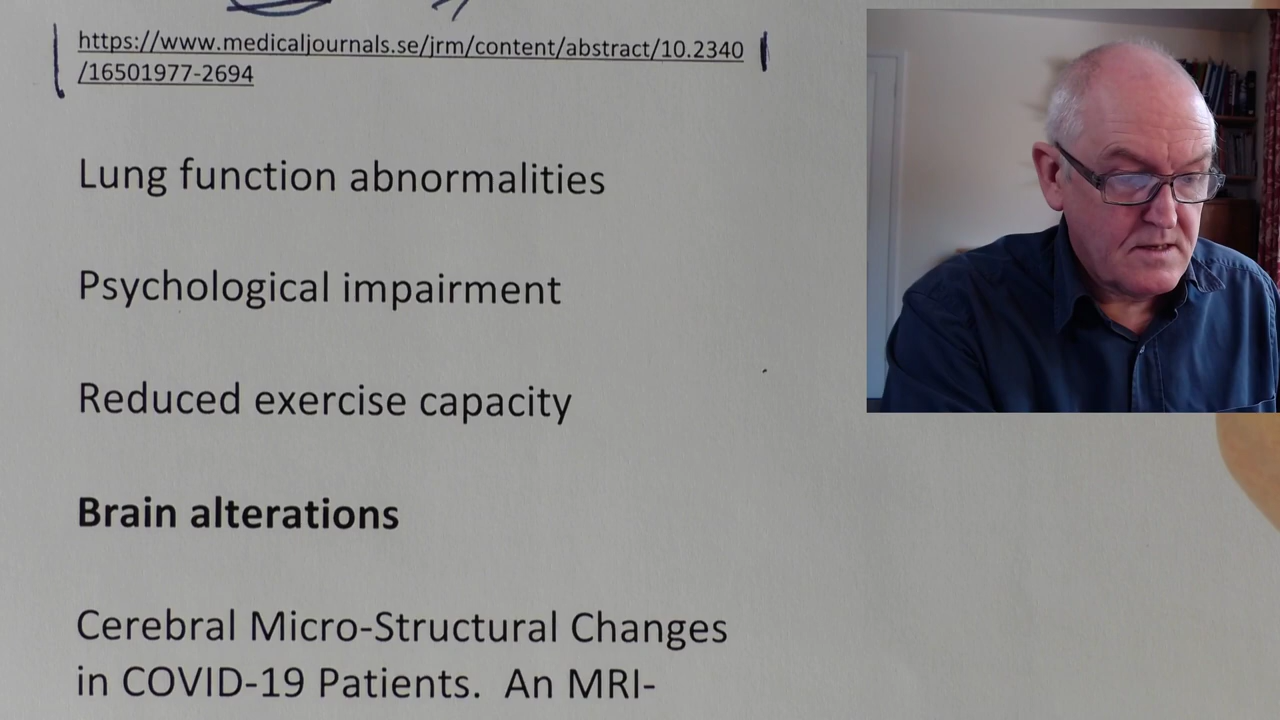 https://www.medicaljournals.se/jrm/content/abstract/10.2340
/16501977-2694
Lung function abnormalities
Psychological impairment
Reduced exercise capacity
Brain alterations
Cerebral Micro-Structural Changes
in COVID-19 Patients.  An MRI-